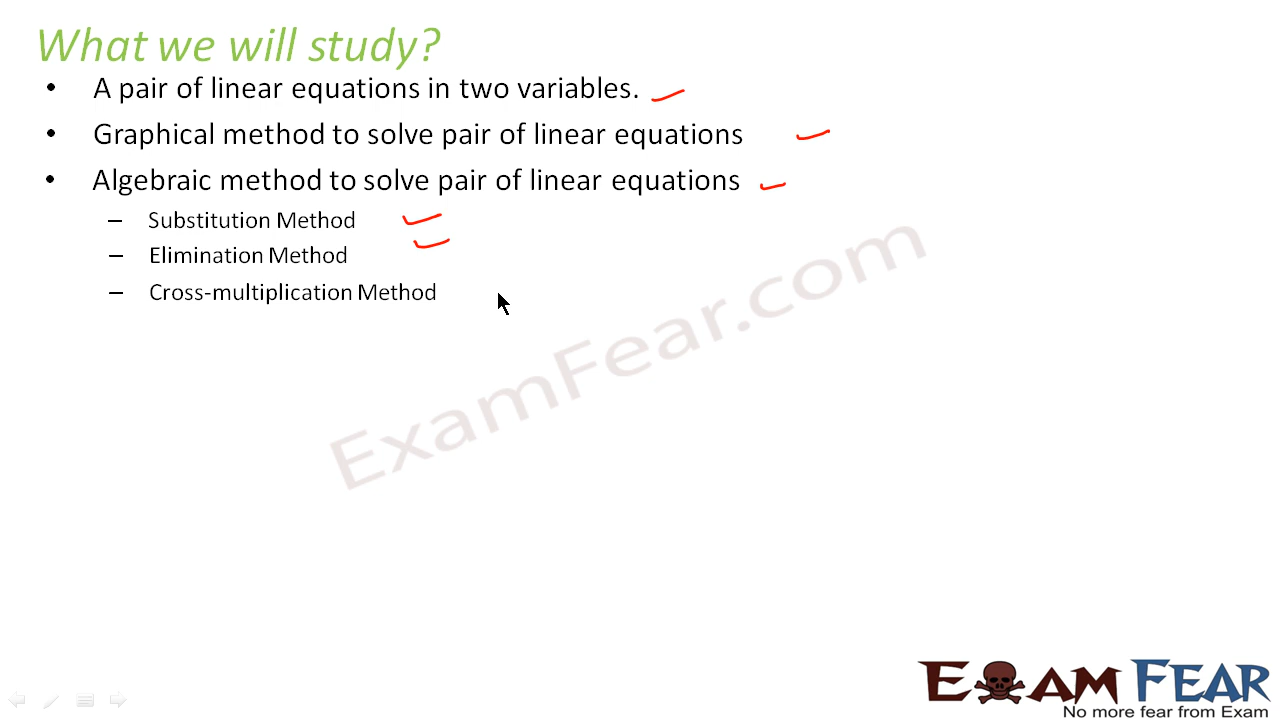 What we will study?
• A pair of linear equations in two variables.
• Graphical method to solve pair of linear equations
• Algebraic method to solve pair of linear equations
– Substitution Method
– Elimination Method
– Cross-multiplication Method
ExamFear.com
EXAM FEAR
No more fear from Exam